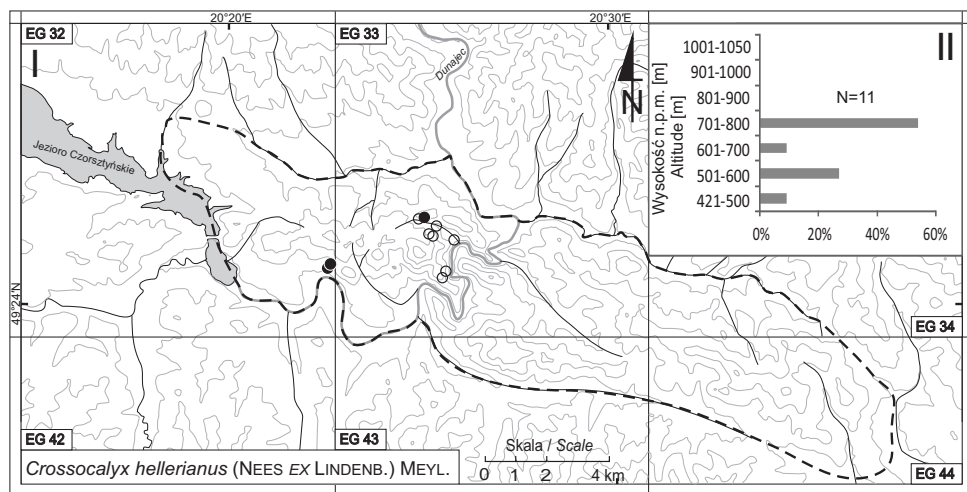 20°20'E
20°30'E
EG 32
EG 33
I
II
Dunajec
N
Jezioro Czorsztyńskie
49°24'N
Wysokość n.p.m. [m]
Altitude [m]
1001-1050
901-1000
801-900
701-800
601-700
501-600
421-500
N=11
0%
20%
40%
60%
EG 34
EG 42
EG 43
EG 44
Skala / Scale
0 1 2 4 km
Crossocalyx hellerianus (NEES EX LINDENB.) MEYL.